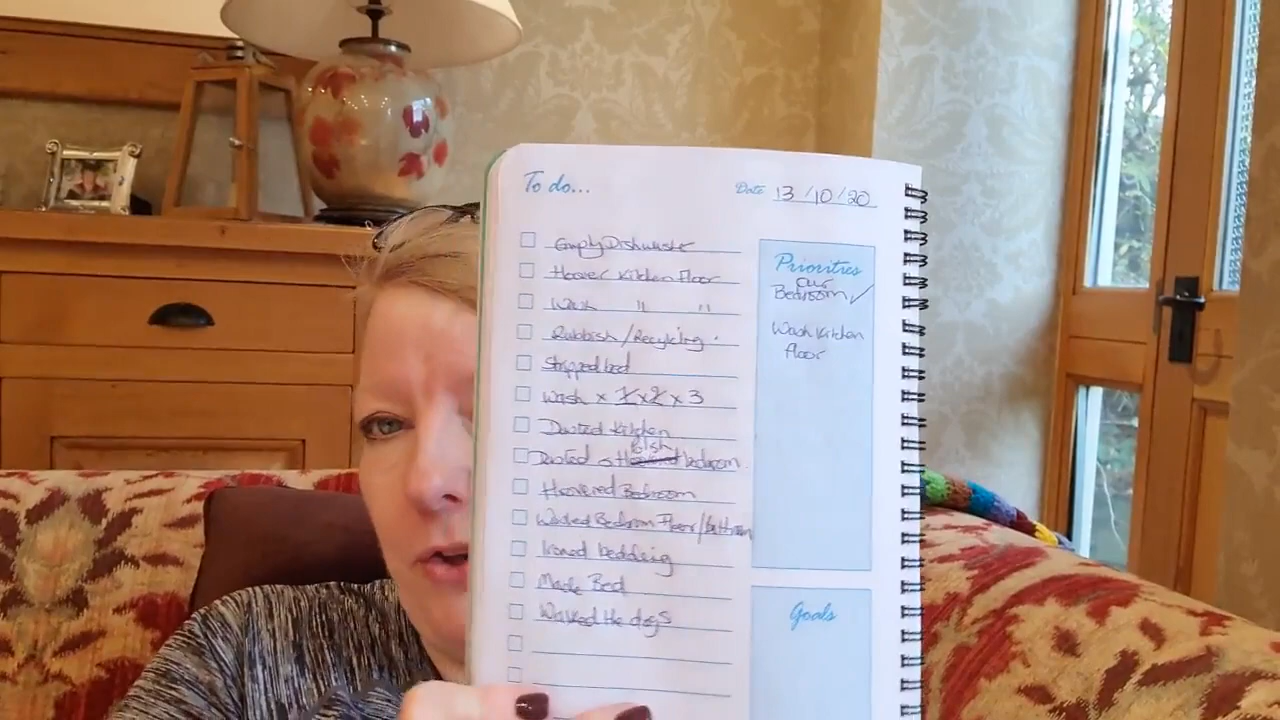 To do...
Date 13/10/20
Empty Dishwasher
Hoover Kitchen Floor
Wash " "
Rubbish/Recycling
Stripped bed
Wash x 1 x 2 x 3
Dusted Kitchen
Dusted & Polish bedroom
Hoovered Bedroom
Washed Bedroom Floor/bathroom
Ironed bedding
Made Bed
Walked the dogs
Priorities
Our
Bedroom ✓
Wash Kitchen
floor
Goals